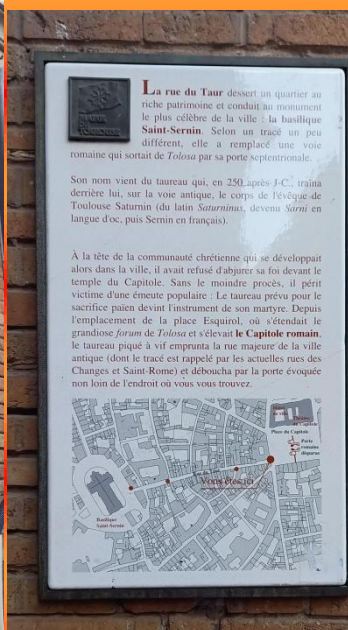 MAIRIE
DE
TOULOUSE
La rue du Taur dessert un quartier au
riche patrimoine et conduit au monument
le plus célèbre de la ville : la basilique
Saint-Sernin. Selon un tracé un peu
différent, elle a remplacé une voie
romaine qui sortait de Tolosa par sa porte septentrionale.
Son nom vient du taureau qui, en 250 après J-C., traîna
derrière lui, sur la voie antique, le corps de l'évêque de
Toulouse Saturnin (du latin Saturninus, devenu Sarni en
langue d'oc, puis Sernin en français).
À la tête de la communauté chrétienne qui se développait
alors dans la ville, il avait refusé d'abjurer sa foi devant le
temple du Capitole. Sans le moindre procès, il périt
victime d'une émeute populaire : Le taureau prévu pour le
sacrifice païen devint l'instrument de son martyre. Depuis
l'emplacement de la place Esquirol, où s'étendait le
grandiose forum de Tolosa et s'élevait le Capitole romain,
le taureau piqué à vif emprunta la rue majeure de la ville
antique (dont le tracé est rappelé par les actuelles rues des
Changes et Saint-Rome) et déboucha par la porte évoquée
non loin de l'endroit où vous vous trouvez.
Théâtre
du Capitole
Place du Capitole
Porte
romaine
disparue
Vous êtes ici
Basilique
Saint-Sernin